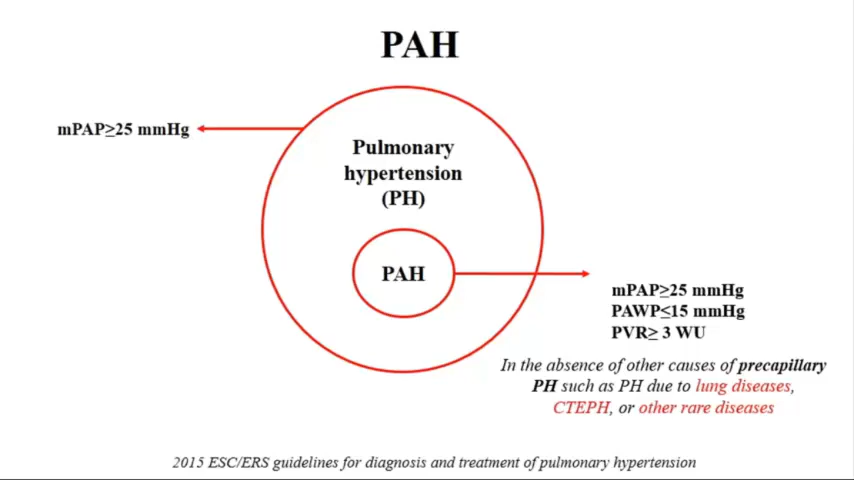 PAH
mPAP≥25 mmHg
Pulmonary
hypertension
(PH)
PAH
mPAP≥25 mmHg
PAWP≤15 mmHg
PVR≥ 3 WU
In the absence of other causes of precapillary
PH such as PH due to lung diseases,
CTEPH, or other rare diseases
2015 ESC/ERS guidelines for diagnosis and treatment of pulmonary hypertension